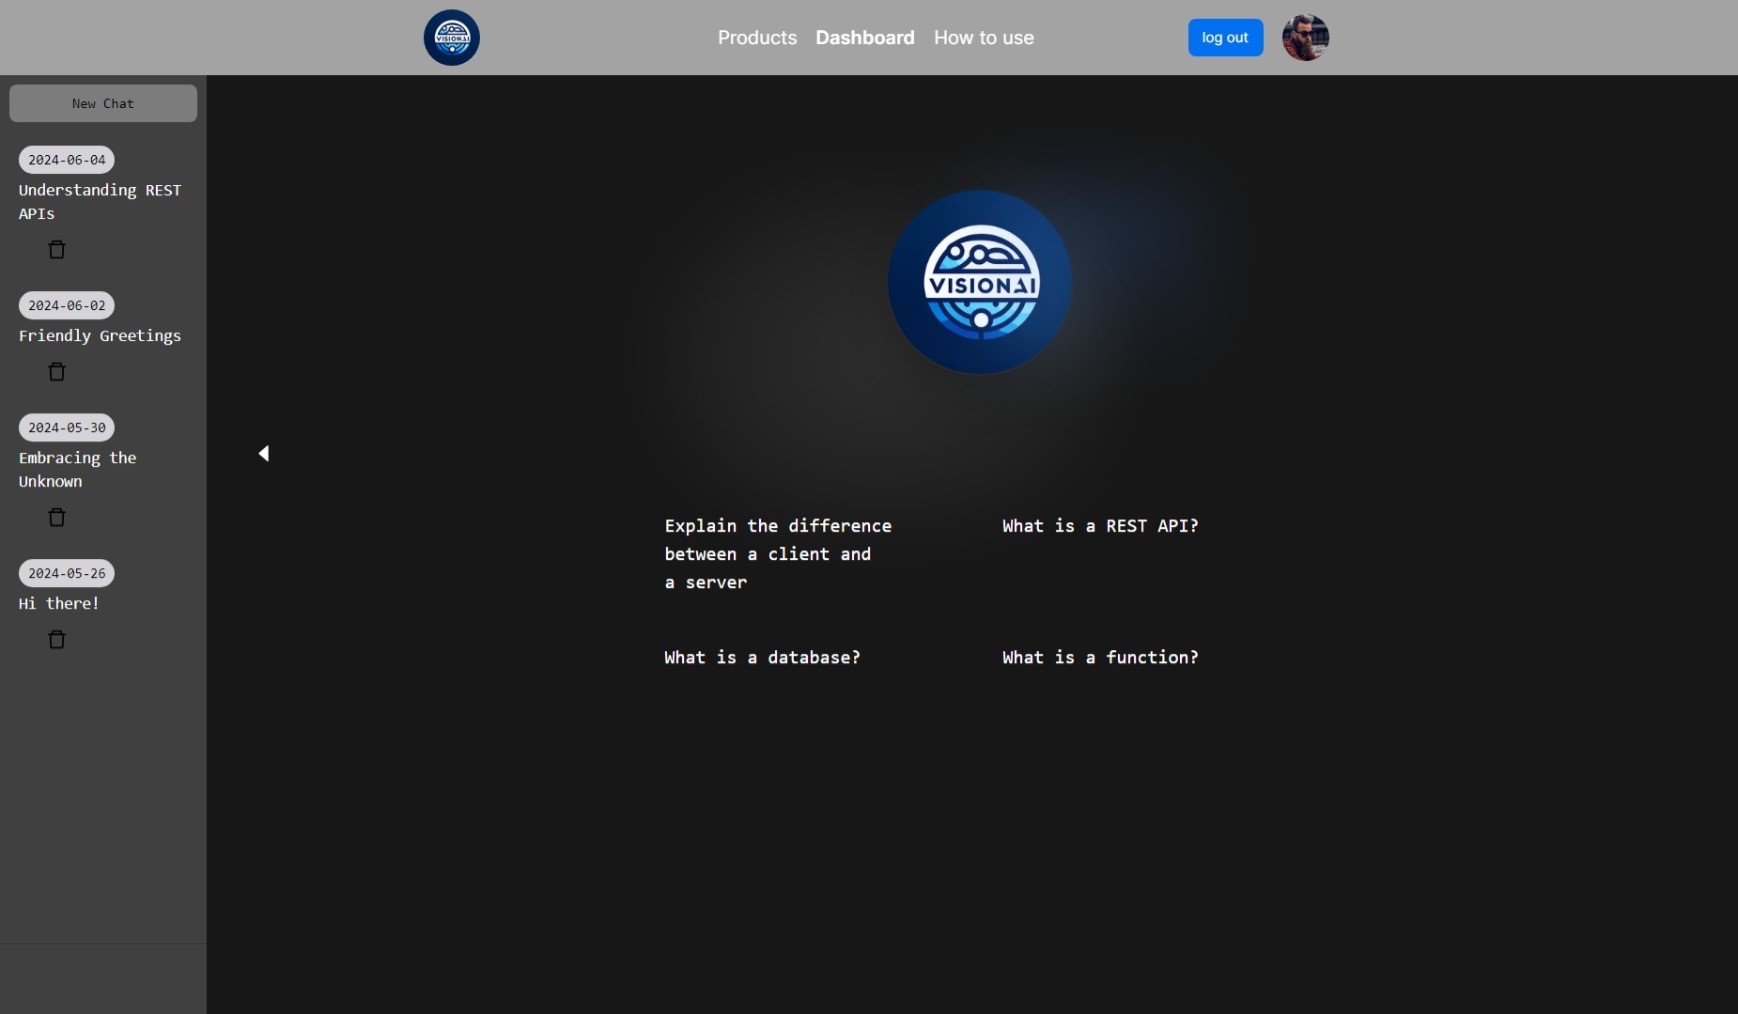 VISIONAI
Products Dashboard How to use
log out
New Chat
2024-06-04
Understanding REST
APIs
2024-06-02
Friendly Greetings
2024-05-30
Embracing the
Unknown
2024-05-26
Hi there!
VISIONAI
Explain the difference
between a client and
a server
What is a REST API?
What is a database?
What is a function?